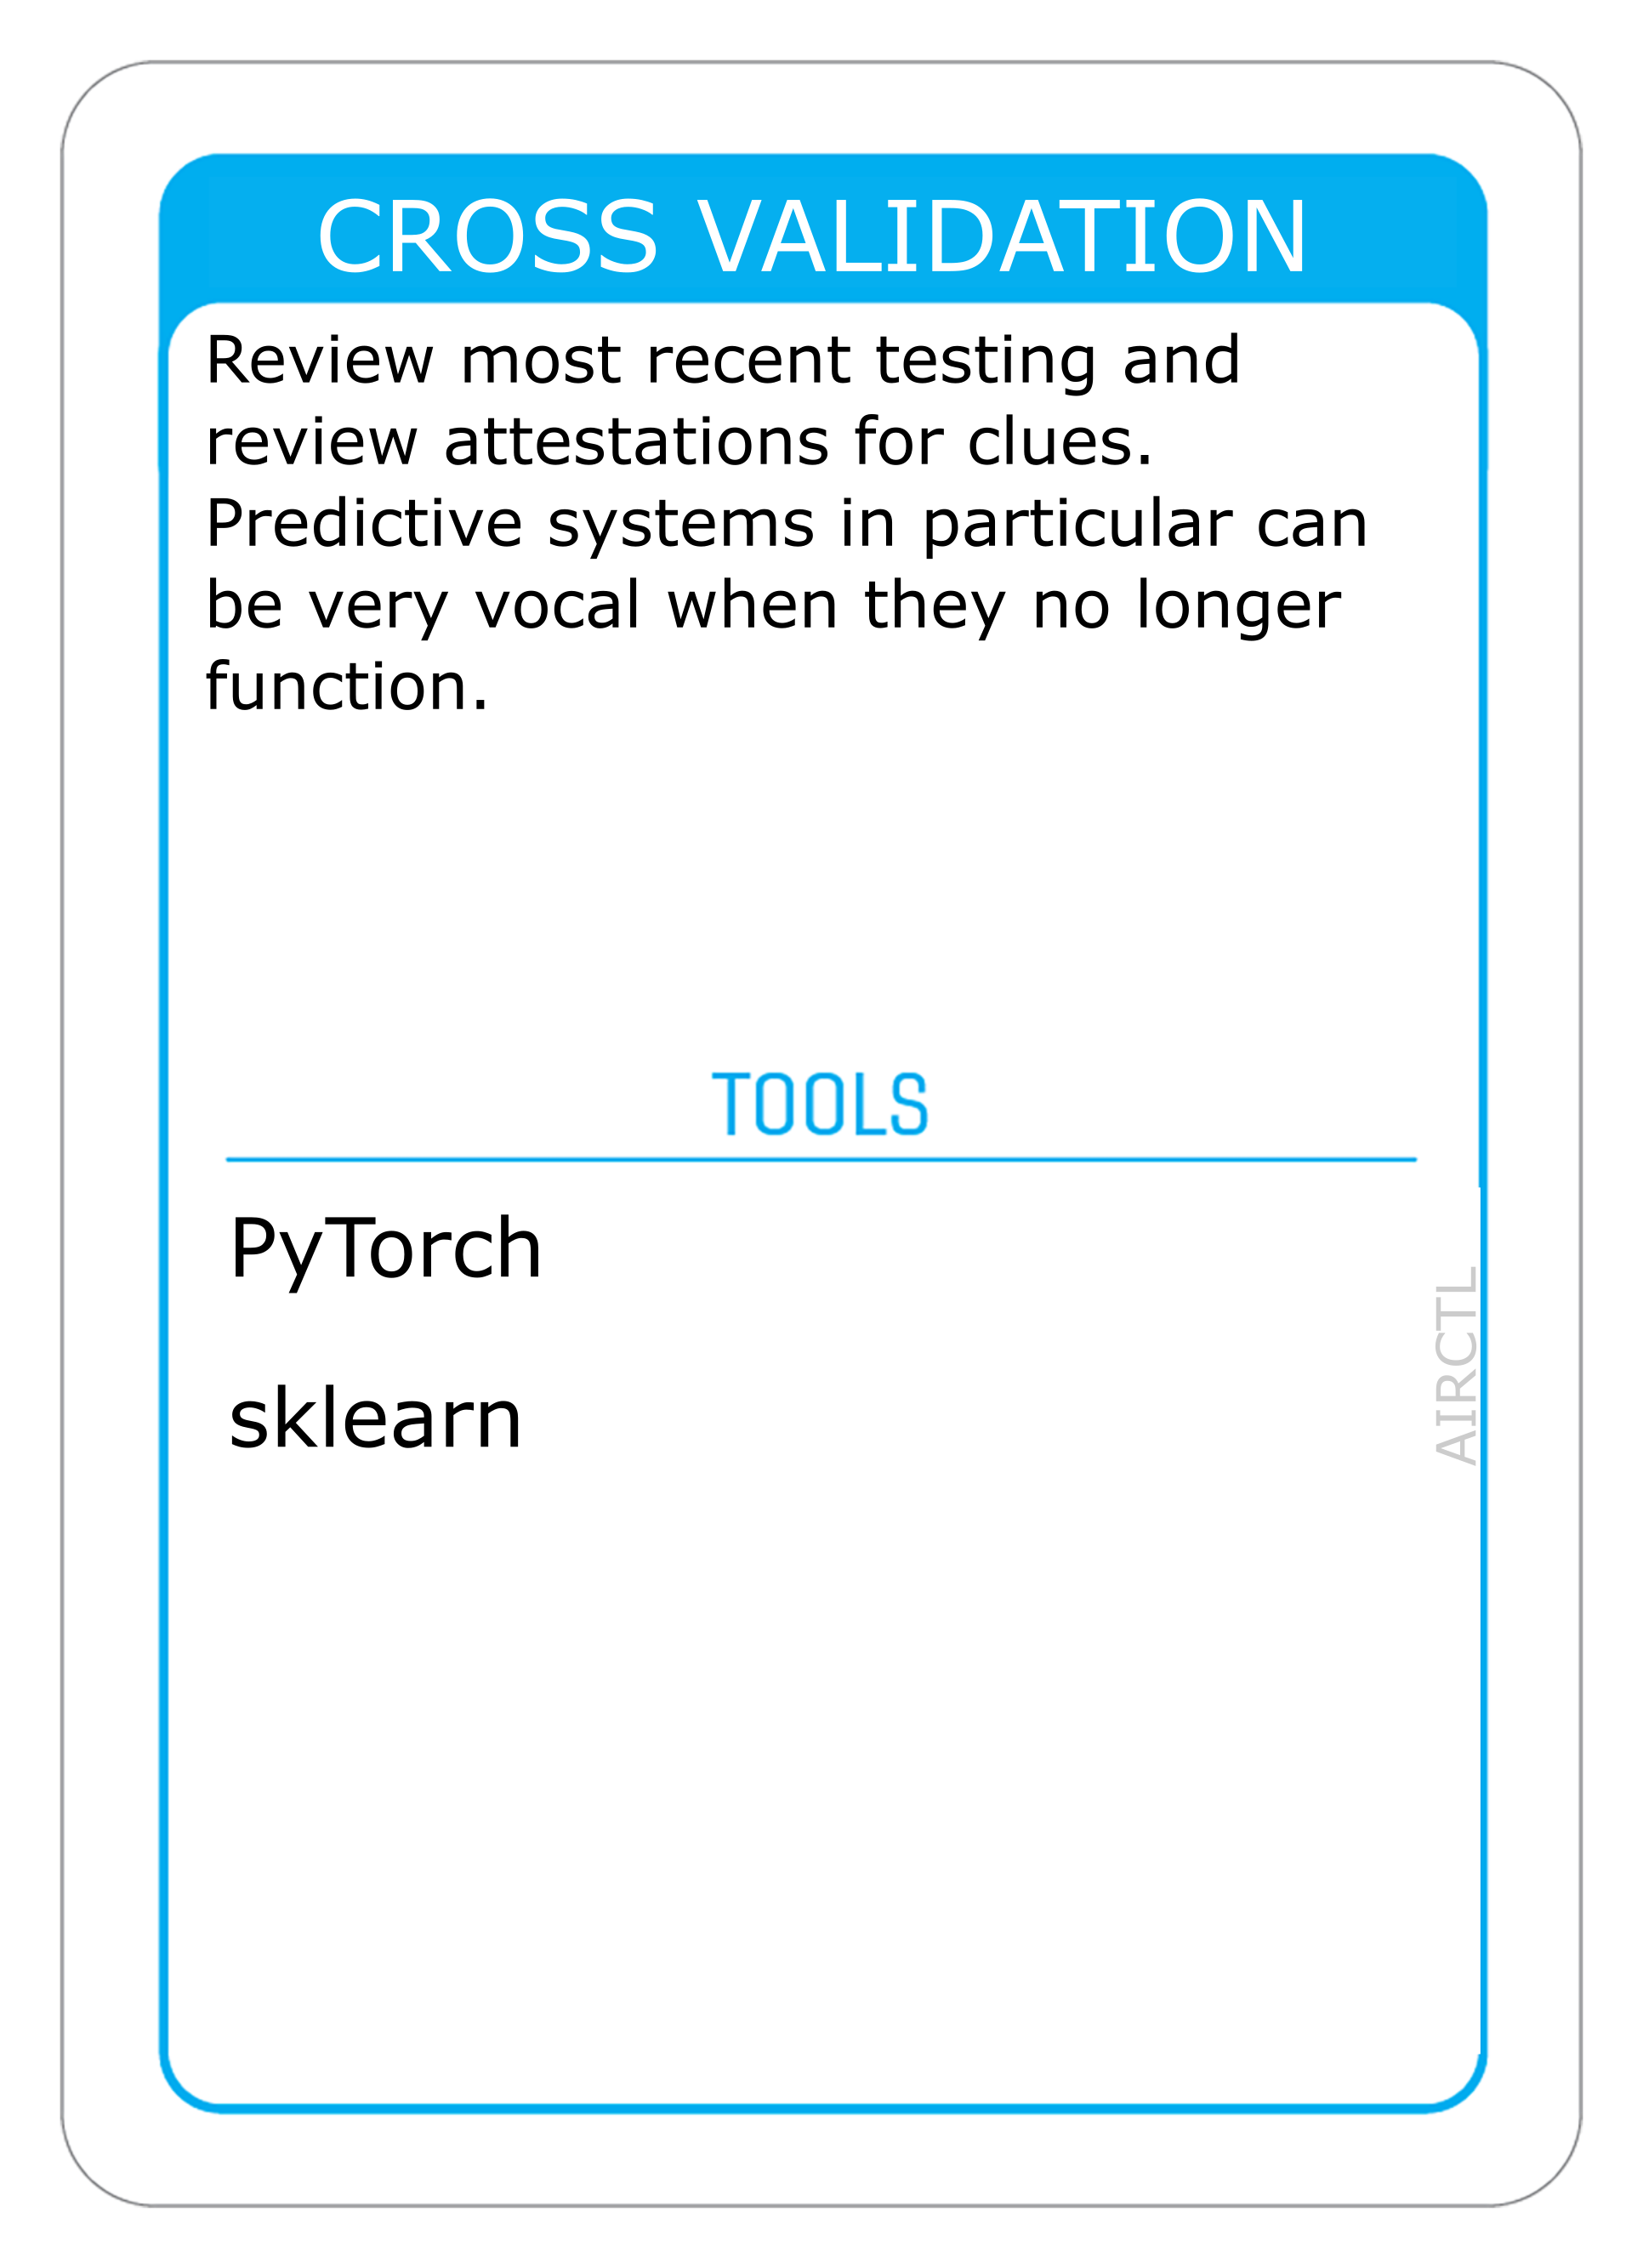 CROSS VALIDATION
Review most recent testing and
review attestations for clues.
Predictive systems in particular can
be very vocal when they no longer
function.
TOOLS
PyTorch
sklearn
AIRCTL